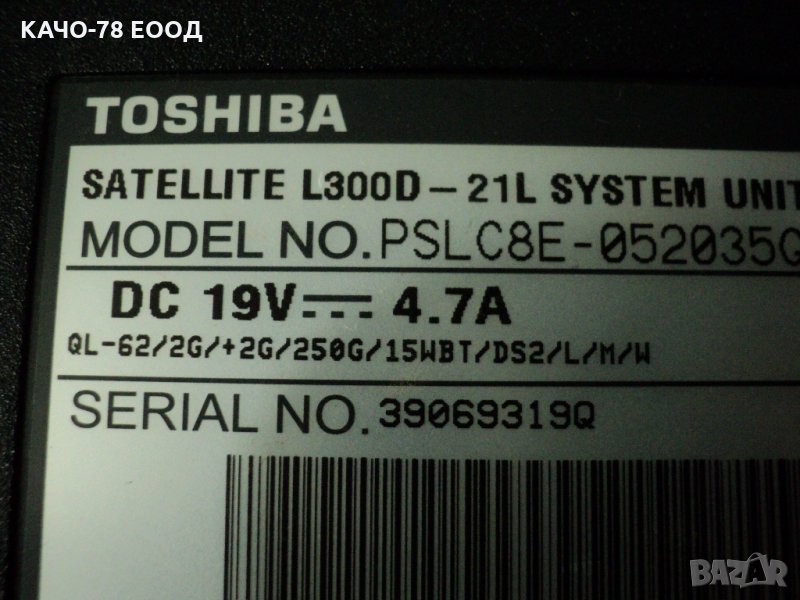 КАЧО-78 ЕООД
TOSHIBA
SATELLITE L300D-21L SYSTEM UNIT
MODEL NO. PSLC8E-052035G
DC 19V 4.7A
QL-62/2G/+2G/250G/15WBT/DS2/L/M/W
SERIAL NO. 39069319Q
BAZAR